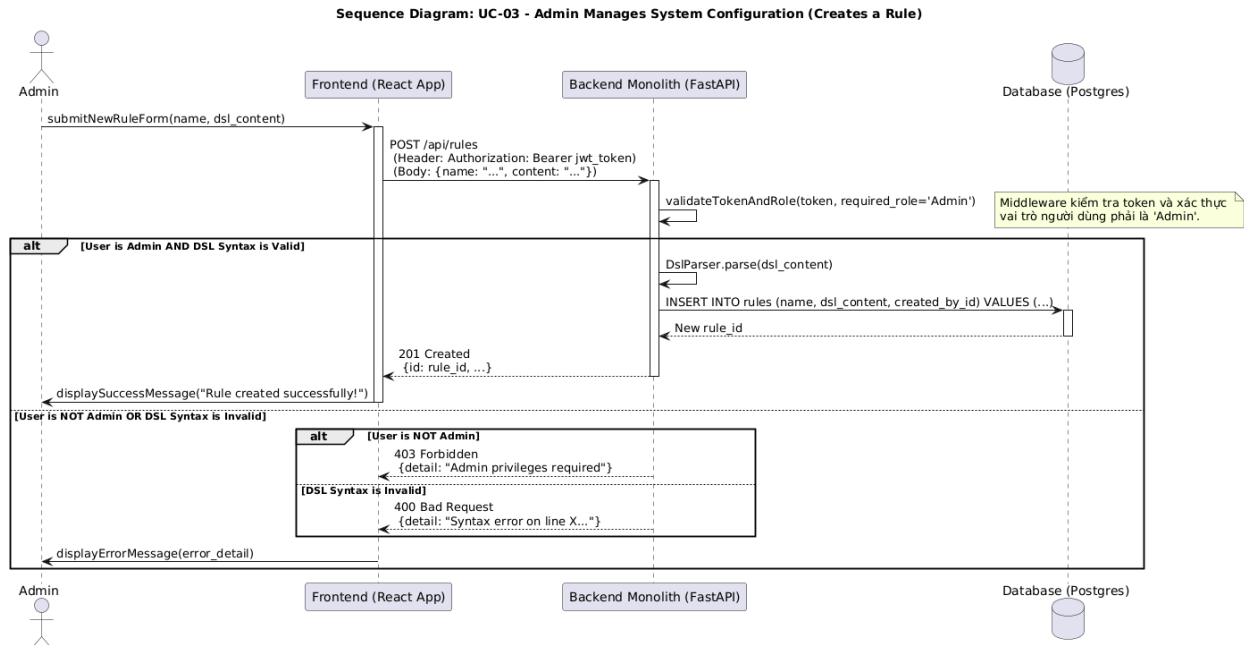 Sequence Diagram: UC-03 - Admin Manages System Configuration (Creates a Rule)
Admin
Frontend (React App)
Backend Monolith (FastAPI)
Database (Postgres)
submitNewRuleForm(name, dsl_content)
POST /api/rules
(Header: Authorization: Bearer jwt_token)
(Body: {name: "...", content: "..."})
validateTokenAndRole(token, required_role='Admin')
Middleware kiểm tra token và xác thực
vai trò người dùng phải là 'Admin'.
alt
[User is Admin AND DSL Syntax is Valid]
DslParser.parse(dsl_content)
INSERT INTO rules (name, dsl_content, created_by_id) VALUES (...)
New rule_id
201 Created
{id: rule_id, ...}
displaySuccessMessage("Rule created successfully!")
[User is NOT Admin OR DSL Syntax is Invalid]
alt
[User is NOT Admin]
403 Forbidden
{detail: "Admin privileges required"}
[DSL Syntax is Invalid]
400 Bad Request
{detail: "Syntax error on line X..."}
displayErrorMessage(error_detail)
Admin
Frontend (React App)
Backend Monolith (FastAPI)
Database (Postgres)